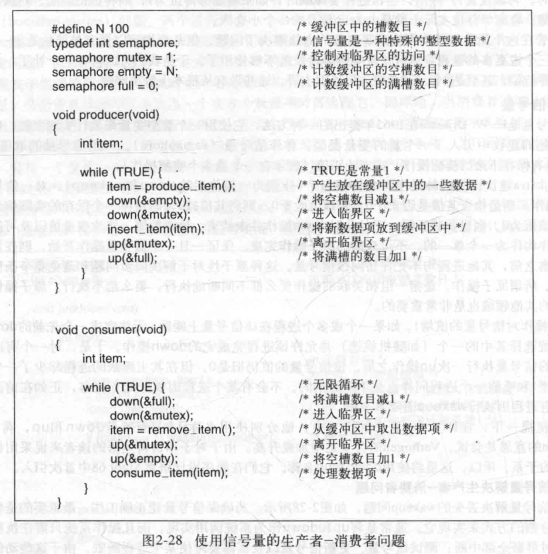 #define N 100 /* 缓冲区中的槽数目 */
typedef int semaphore; /* 信号量是一种特殊的整型数据 */
semaphore mutex = 1; /* 控制对临界区的访问 */
semaphore empty = N; /* 计数缓冲区的空槽数目 */
semaphore full = 0; /* 计数缓冲区的满槽数目 */
void producer(void)
{
int item;
while (TRUE) { /* TRUE是常量1 */
item = produce_item( ); /* 产生放在缓冲区中的一些数据 */
down(&empty); /* 将空槽数目减1 */
down(&mutex); /* 进入临界区 */
insert_item(item); /* 将新数据项放到缓冲区中 */
up(&mutex); /* 离开临界区 */
up(&full); /* 将满槽的数目加1 */
}
}
void consumer(void)
{
int item;
while (TRUE) { /* 无限循环 */
down(&full); /* 将满槽数目减1 */
down(&mutex); /* 进入临界区 */
item = remove_item( ); /* 从缓冲区中取出数据项 */
up(&mutex); /* 离开临界区 */
up(&empty); /* 将空槽数目加1 */
consume_item(item); /* 处理数据项 */
}
}
图2-28 使用信号量的生产者–消费者问题